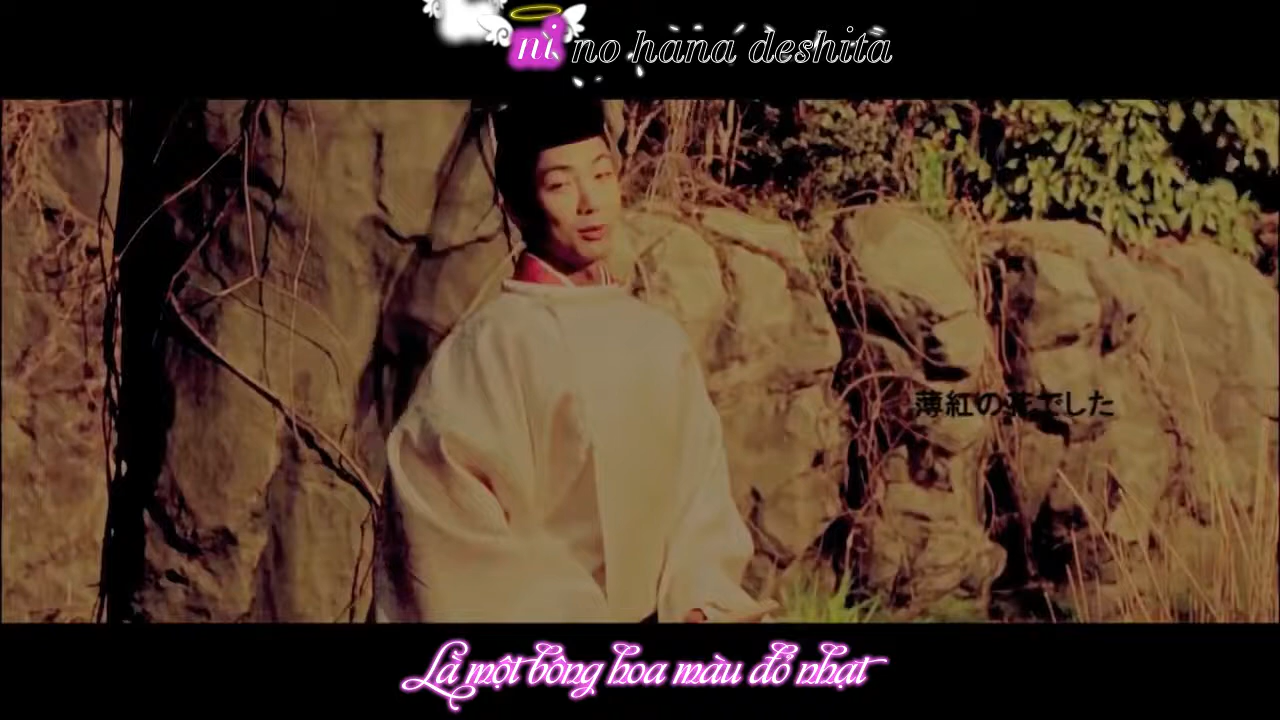 ni no hana deshita
薄紅の花でした
Là một bông hoa màu đỏ nhạt